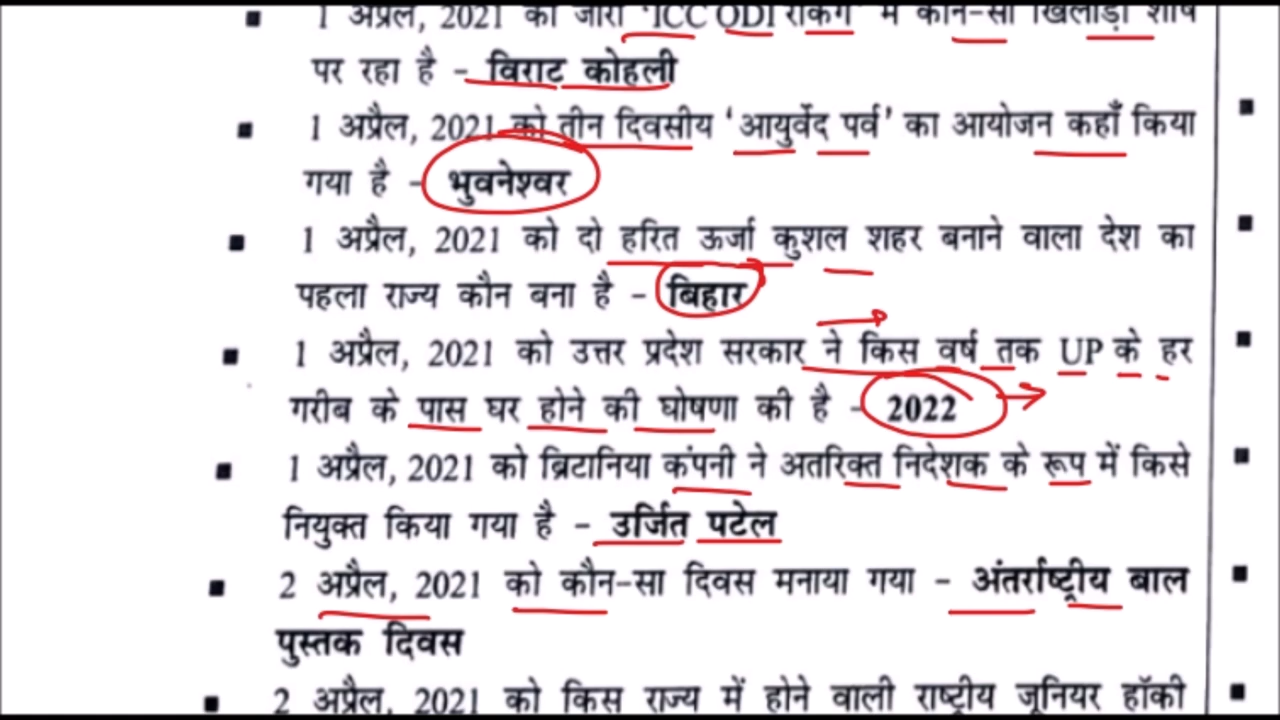 1 अप्रैल, 2021 को जारी 'ICC ODI रैंकिंग' में कौन-सा खिलाड़ी शीर्ष
पर रहा है - विराट कोहली
1 अप्रैल, 2021 को तीन दिवसीय 'आयुर्वेद पर्व' का आयोजन कहाँ किया
गया है - भुवनेश्वर
1 अप्रैल, 2021 को दो हरित ऊर्जा कुशल शहर बनाने वाला देश का
पहला राज्य कौन बना है - बिहार
1 अप्रैल, 2021 को उत्तर प्रदेश सरकार ने किस वर्ष तक UP के हर
गरीब के पास घर होने की घोषणा की है - 2022
1 अप्रैल, 2021 को ब्रिटानिया कंपनी ने अतरिक्त निदेशक के रूप में किसे
नियुक्त किया गया है - उर्जित पटेल
2 अप्रैल, 2021 को कौन-सा दिवस मनाया गया - अंतर्राष्ट्रीय बाल
पुस्तक दिवस
2 अप्रैल, 2021 को किस राज्य में होने वाली राष्ट्रीय जूनियर हॉकी